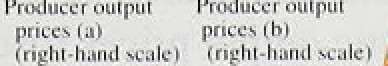 Producer output Producer output
prices (a) prices (b)
(right-hand scale) (right-hand scale)